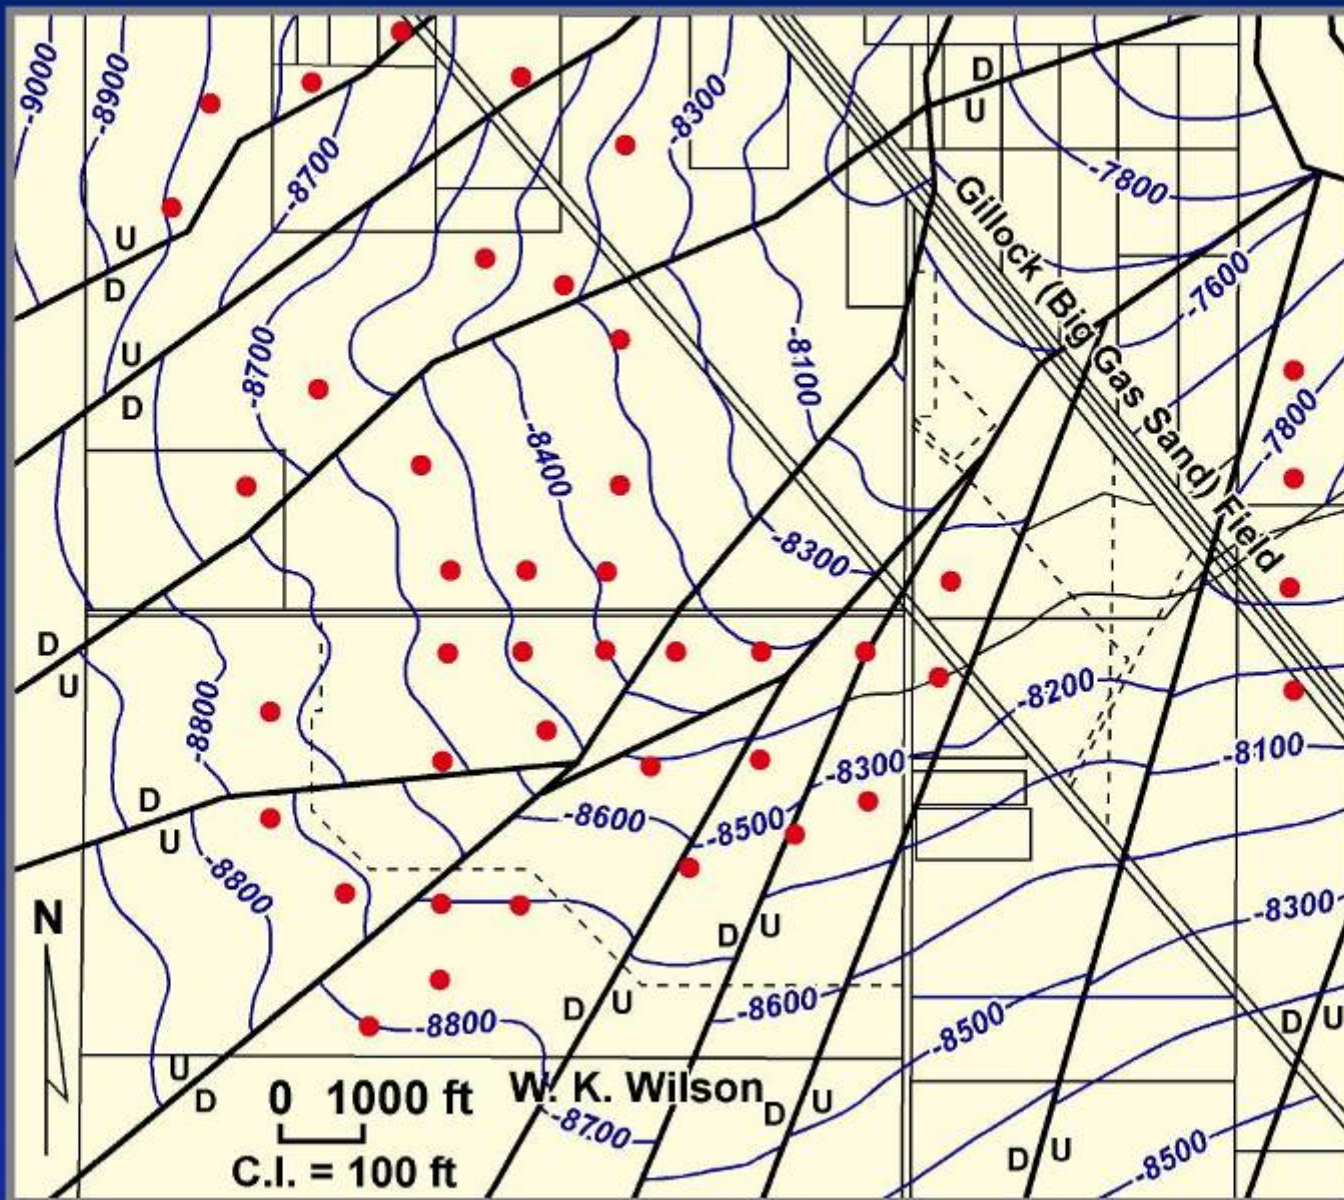 -9000
-8900
-8700
-8300
D
U
-7800
Gillock (Big Gas Sand) Field
-7600
U
D
U
D
-8700
-8100
-8400
-7800
-8300
D
U
-8800
-8200
-8100
-8300
D
U
-8600
-8500
-8800
-8300
N
D U
D U
-8600
-8500
D U
-8800
U
D
0 1000 ft
W. K. Wilson
D U
-8700
C.I. = 100 ft
D U
-8500